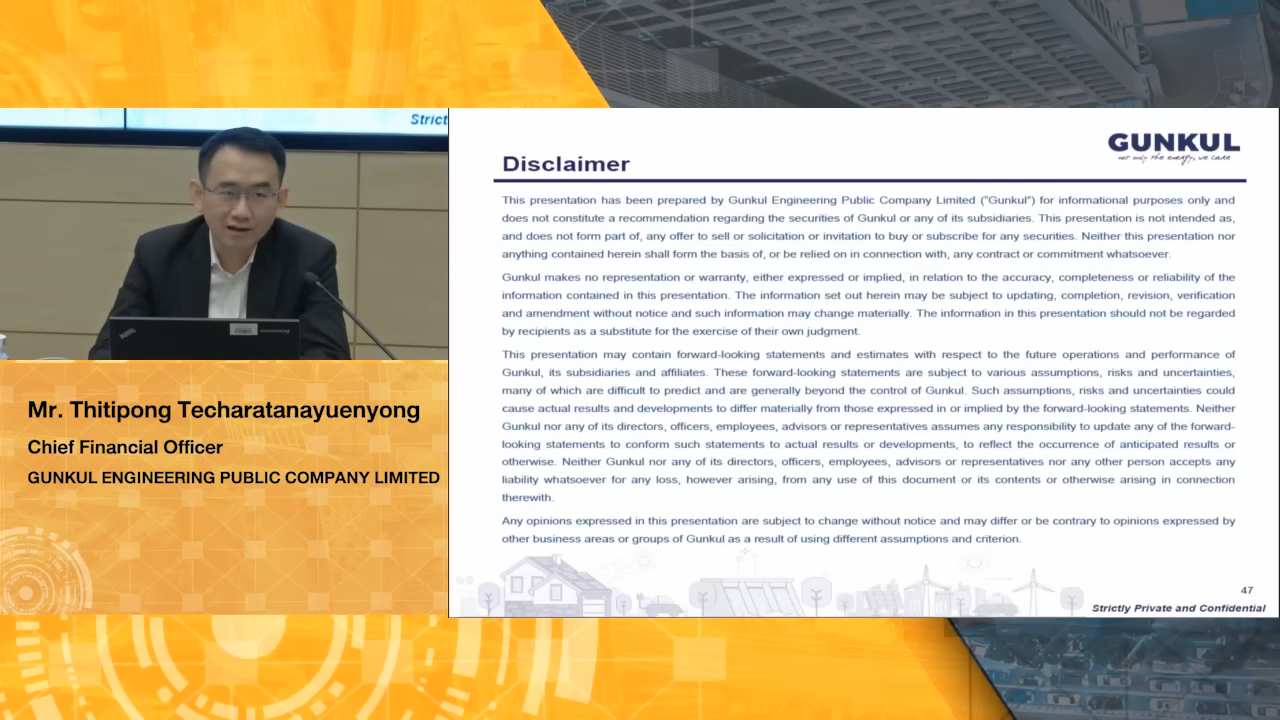 Strict
Mr. Thitipong Techaratanayuenyong
Chief Financial Officer
GUNKUL ENGINEERING PUBLIC COMPANY LIMITED
GUNKUL
not only the energy, we care
Disclaimer
This presentation has been prepared by Gunkul Engineering Public Company Limited ("Gunkul") for informational purposes only and
does not constitute a recommendation regarding the securities of Gunkul or any of its subsidiaries. This presentation is not intended as,
and does not form part of, any offer to sell or solicitation or invitation to buy or subscribe for any securities. Neither this presentation nor
anything contained herein shall form the basis of, or be relied on in connection with, any contract or commitment whatsoever.
Gunkul makes no representation or warranty, either expressed or implied, in relation to the accuracy, completeness or reliability of the
information contained in this presentation. The information set out herein may be subject to updating, completion, revision, verification
and amendment without notice and such information may change materially. The information in this presentation should not be regarded
by recipients as a substitute for the exercise of their own judgment.
This presentation may contain forward-looking statements and estimates with respect to the future operations and performance of
Gunkul, its subsidiaries and affiliates. These forward-looking statements are subject to various assumptions, risks and uncertainties,
many of which are difficult to predict and are generally beyond the control of Gunkul. Such assumptions, risks and uncertainties could
cause actual results and developments to differ materially from those expressed in or implied by the forward-looking statements. Neither
Gunkul nor any of its directors, officers, employees, advisors or representatives assumes any responsibility to update any of the forward-
looking statements to conform such statements to actual results or developments, to reflect the occurrence of anticipated results or
otherwise. Neither Gunkul nor any of its directors, officers, employees, advisors or representatives nor any other person accepts any
liability whatsoever for any loss, however arising, from any use of this document or its contents or otherwise arising in connection
therewith.
Any opinions expressed in this presentation are subject to change without notice and may differ or be contrary to opinions expressed by
other business areas or groups of Gunkul as a result of using different assumptions and criterion.
47
Strictly Private and Confidential